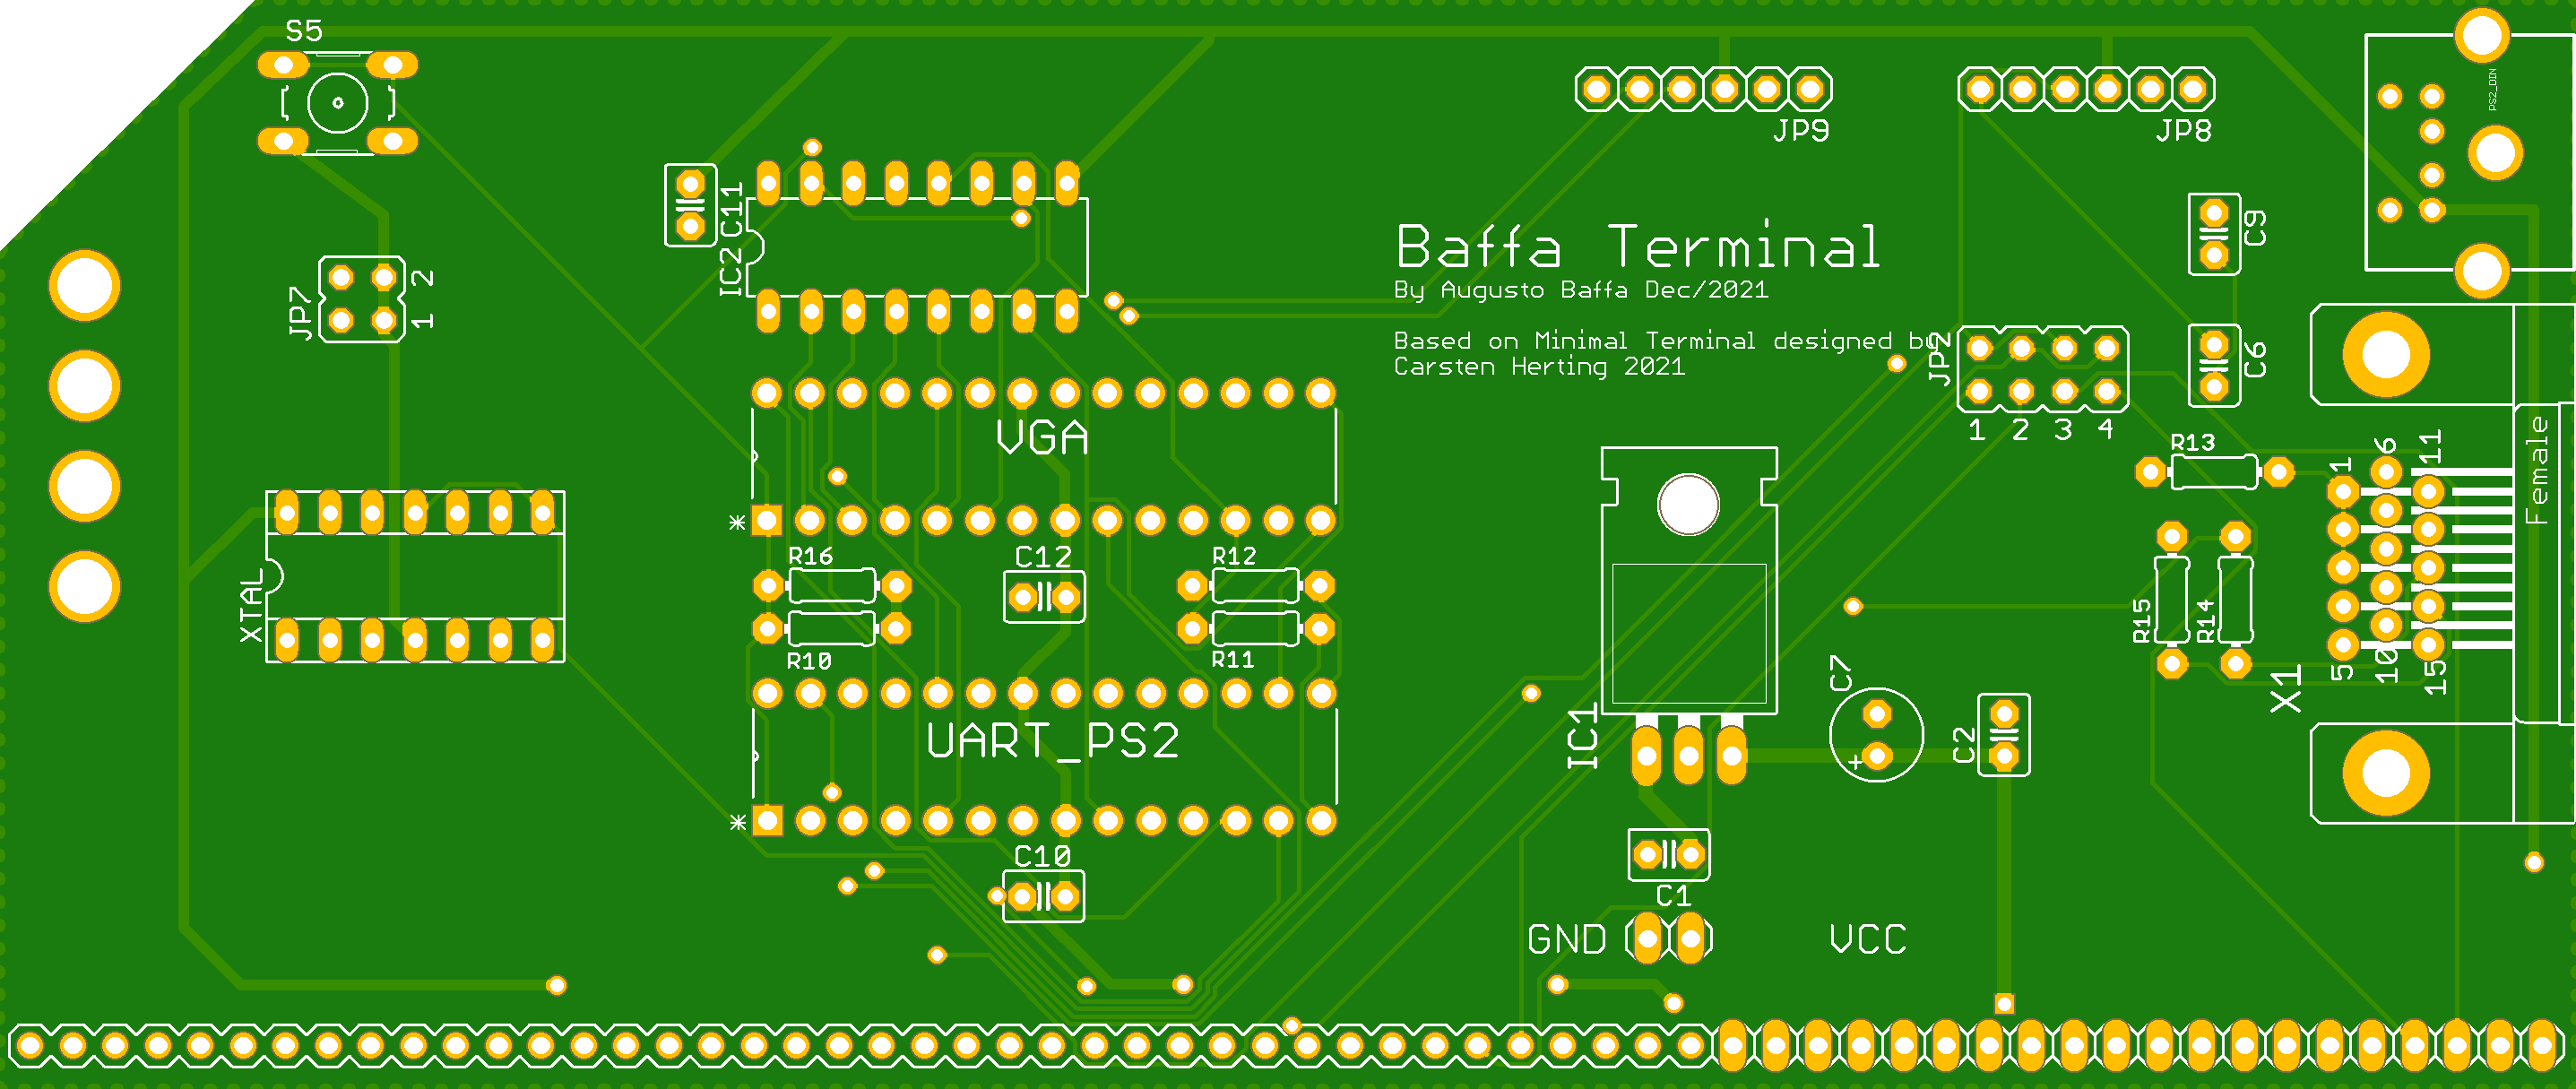 S5
PS2_DIN
JP9
JP8
C11
IC2
C9
Baffa Terminal
By Augusto Baffa Dec/2021
Based on Minimal Terminal designed by
Carsten Herting 2021
JP7
2
1
JP2
1 2 3 4
C6
VGA
R13
1
6
11
Female
*
R16
C12
R12
XTAL
R10
R11
R15
R14
5
10
15
X1
C7
IC1
C2
+
UART_PS2
*
C10
C1
GND
VCC